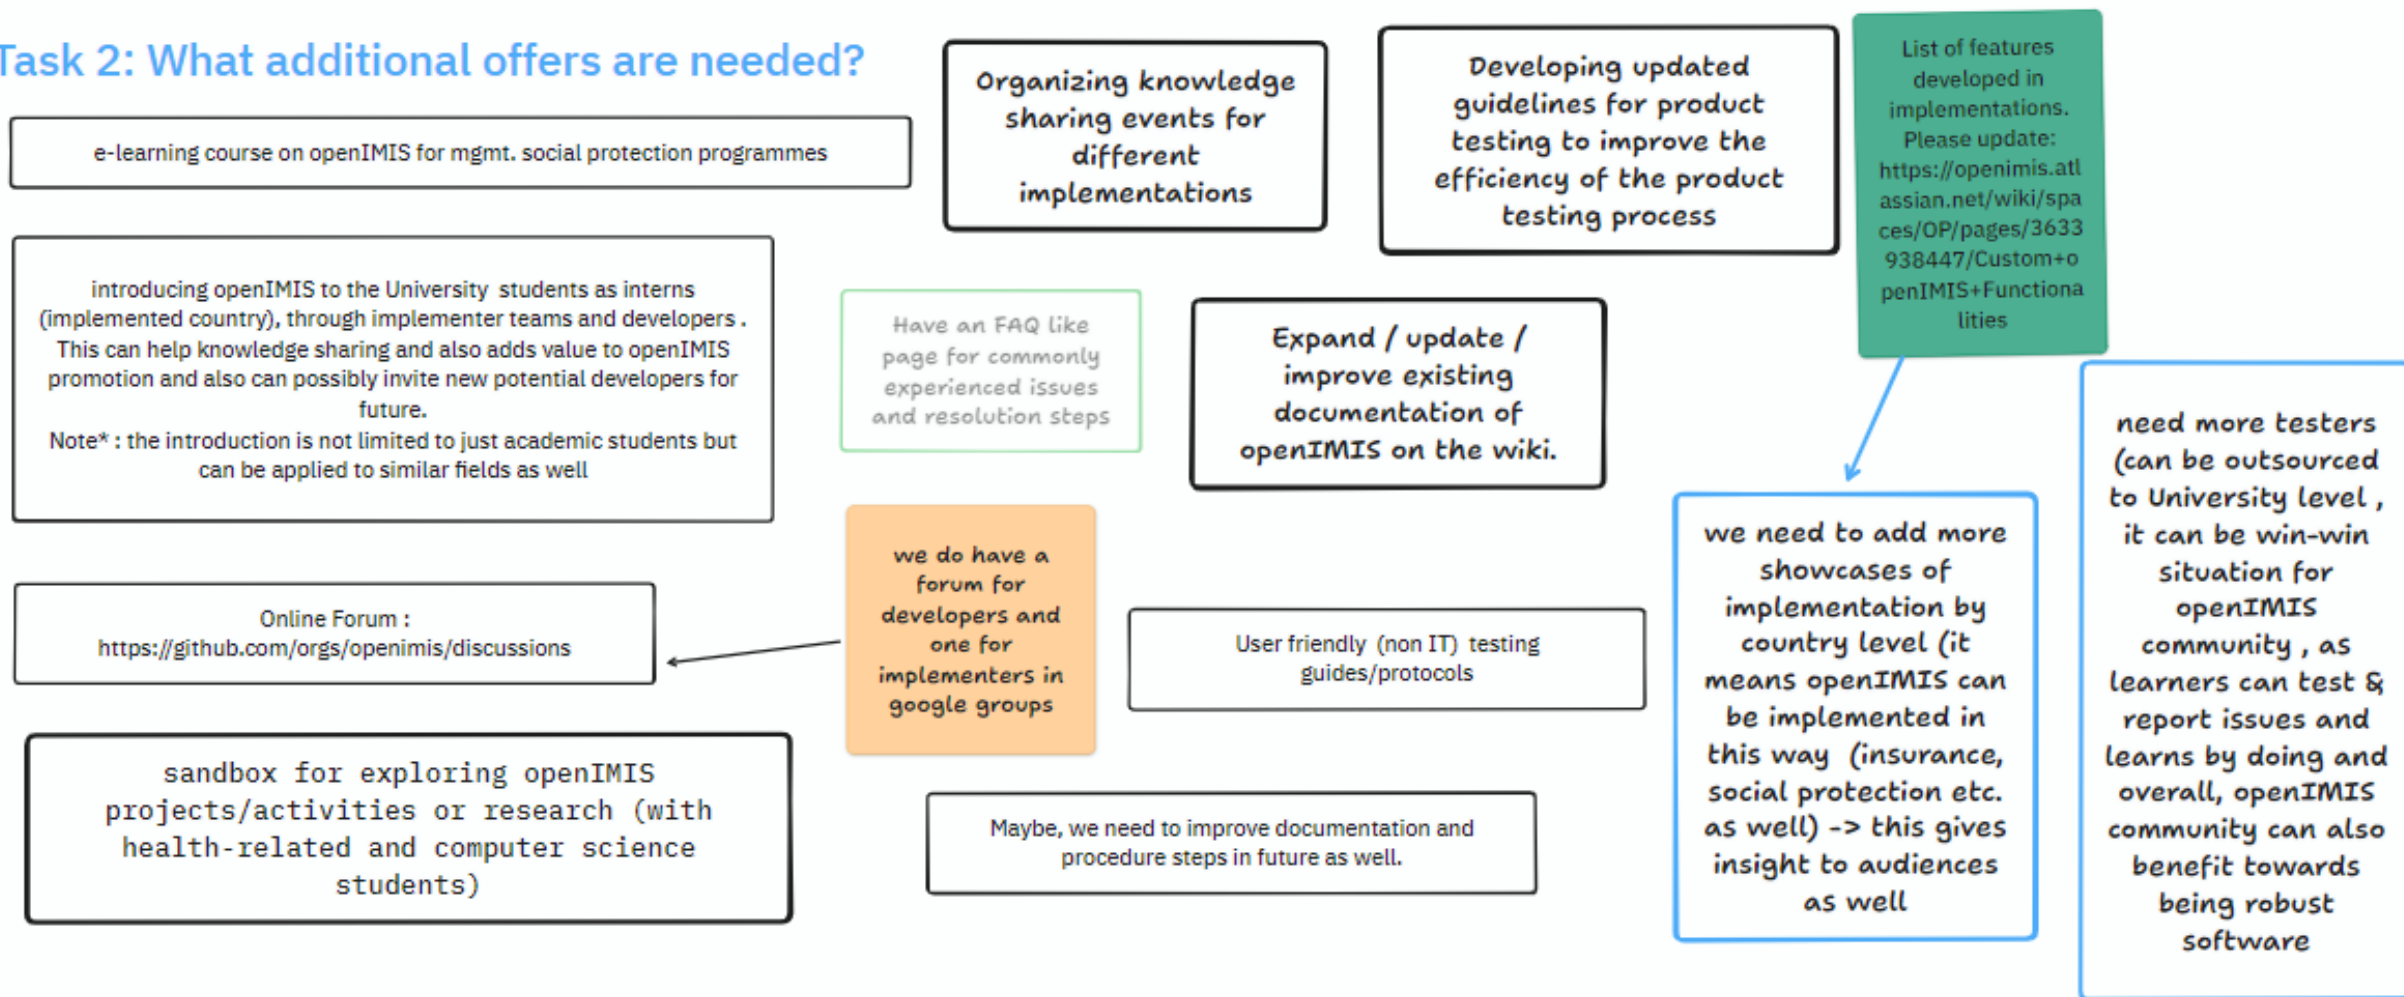 Task 2: What additional offers are needed?
e-learning course on openIMIS for mgmt. social protection programmes
Organizing knowledge
sharing events for
different
implementations
Developing updated
guidelines for product
testing to improve the
efficiency of the product
testing process
List of features
developed in
implementations.
Please update:
https://openimis.atl
assian.net/wiki/spa
ces/OP/pages/3633
938447/Custom+o
penIMIS+Functiona
lities
introducing openIMIS to the University  students as interns
(implemented country), through implementer teams and developers .
This can help knowledge sharing and also adds value to openIMIS
promotion and also can possibly invite new potential developers for
future.
Note* : the introduction is not limited to just academic students but
can be applied to similar fields as well
Have an FAQ like
page for commonly
experienced issues
and resolution steps
Expand / update /
improve existing
documentation of
openIMIS on the wiki.
need more testers
(can be outsourced
to University level ,
it can be win-win
situation for
openIMIS
community , as
learners can test &
report issues and
learns by doing and
overall, openIMIS
community can also
benefit towards
being robust
software
we need to add more
showcases of
implementation by
country level (it
means openIMIS can
be implemented in
this way  (insurance,
social protection etc.
as well) -> this gives
insight to audiences
as well
we do have a
forum for
developers and
one for
implementers in
google groups
Online Forum :
https://github.com/orgs/openimis/discussions
User friendly  (non IT)  testing
guides/protocols
sandbox for exploring openIMIS
projects/activities or research (with
health-related and computer science
students)
Maybe, we need to improve documentation and
procedure steps in future as well.